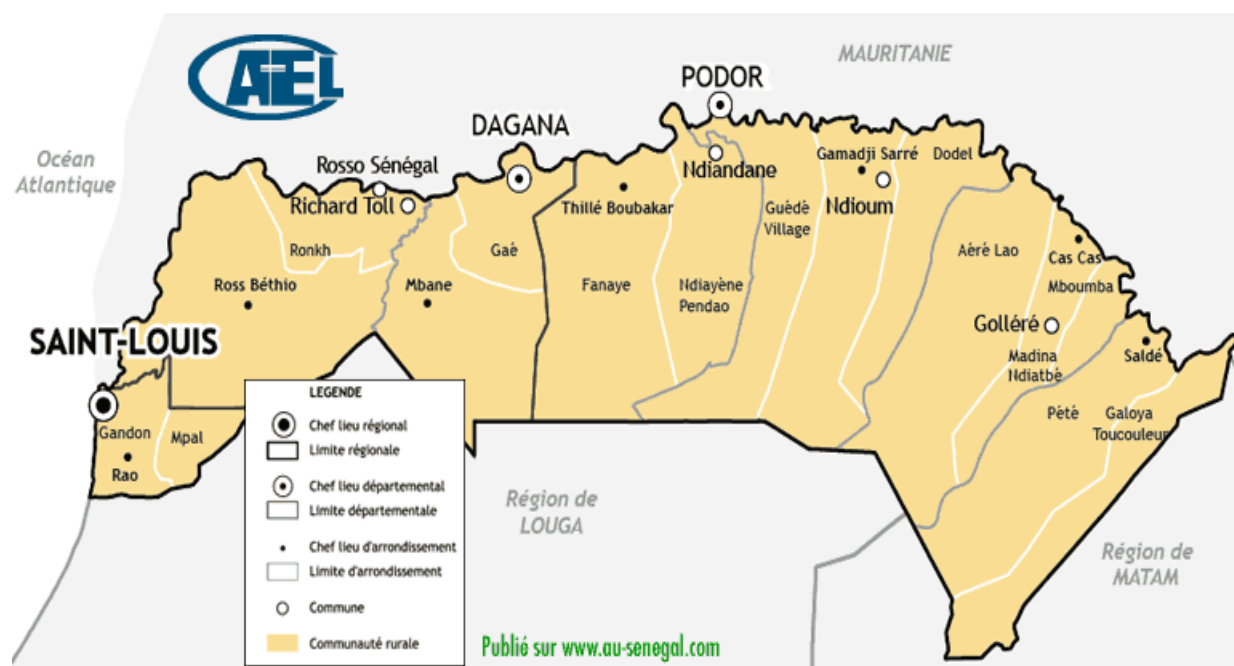 MAURITANIE
AIEL
PODOR
DAGANA
Océan
Atlantique
Rosso Sénégal
Richard Toll
Ndiandane
Gamadji Sarré
Dodel
Thillé Boubakar
Guédé
Village
Ndioum
Ronkh
Gaé
Aéré Lao
Cas Cas
Ross Béthio
Mbane
Fanaye
Ndiayène
Pendao
Mboumba
Golléré
SAINT-LOUIS
Madina
Ndiatbé
Saldé
Gandon
Mpal
Rao
Pété
Galoya
Toucouleur
LEGENDE
Chef lieu régional
Limite régionale
Chef lieu départemental
Limite départementale
Chef lieu d'arrondissement
Limite d'arrondissement
Commune
Communauté rurale
Région de
LOUGA
Région de
MATAM
Publié sur www.au-senegal.com